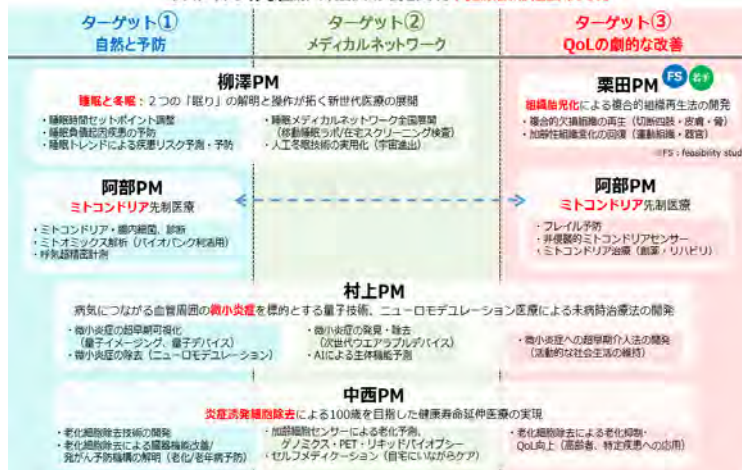 ターゲット①
自然と予防
ターゲット②
メディカルネットワーク
ターゲット③
QoLの劇的な改善
柳澤PM
睡眠と冬眠：２つの「眠り」の解明と操作が拓く新世代医療の展開
・睡眠時間セットポイント調整
・睡眠負債起因疾患の予防
・睡眠トレンドによる疾患リスク予測・予防
・睡眠メディカルネットワーク全国展開
（移動睡眠ラボ/在宅スクリーニング検査）
・人工冬眠技術の実用化（宇宙進出）
栗田PM
FS
若手
組織胎児化による複合的組織再生法の開発
・複合的欠損組織の再生（切断四肢・皮膚・骨）
・加齢性組織変化の回復（運動組織・器官）
※FS：feasibility stud
阿部PM
ミトコンドリア先制医療
・ミトコンドリア・腸内細菌、診断
・ミトオミックス解析（バイオバンク利活用）
・呼気超精密計測
阿部PM
ミトコンドリア先制医療
・フレイル予防
・非侵襲的ミトコンドリアセンサー
・ミトコンドリア治療（創薬・リハビリ）
村上PM
病気につながる血管周囲の微小炎症を標的とする量子技術、ニューロモデュレーション医療による未病時治療法の開発
・微小炎症の超早期可視化
（量子イメージング、量子デバイス）
・微小炎症の除去（ニューロモデュレーション）
・微小炎症の発見・除去
（次世代ウエアラブルデバイス）
・AIによる主体機能予測
・微小炎症への超早期介入法の開発
（活動的な社会生活の維持）
中西PM
炎症誘発細胞除去による100歳を目指した健康寿命延伸医療の実現
・老化細胞除去技術の開発
・老化細胞除去による臓器機能改善/
発がん予防機構の解明（老化/老年病予防）
・加齢細胞センサーによる老化予測、
ゲノミクス・PET・リキッドバイオプシー
・セルフメディケーション（自宅にいながらケア）
・老化細胞除去による老化抑制・
QoL向上（高齢者、特定疾患への応用）